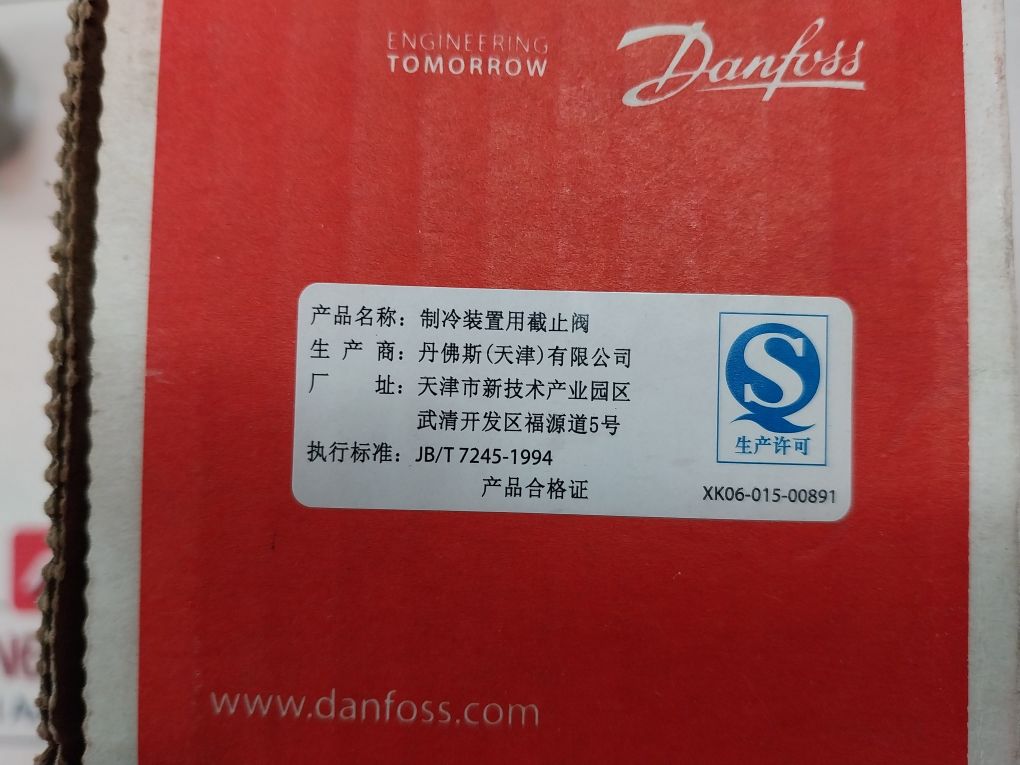 ENGINEERING
TOMORROW
Danfoss
产品名称：制冷装置用截止阀
生 产 商：丹佛斯(天津)有限公司
厂 址：天津市新技术产业园区
武清开发区福源道5号
执行标准：JB/T 7245-1994
产品合格证
生产许可
XK06-015-00891
www.danfoss.com